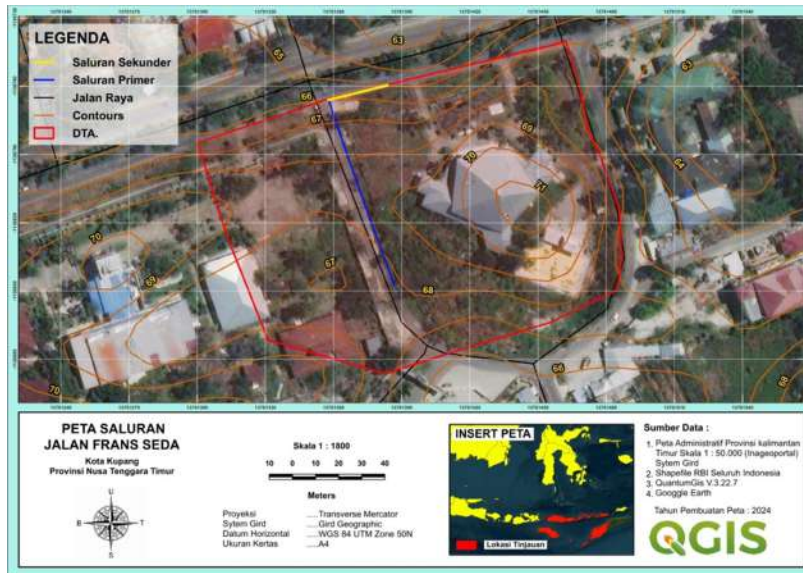 LEGENDA
Saluran Sekunder
Saluran Primer
Jalan Raya
Contours
DTA.
65
63
63
66
67
69
64
70
71
70
69
67
68
66
70
68
PETA SALURAN
JALAN FRANS SEDA
Kota Kupang
Provinsi Nusa Tenggara Timur
U
B T
S
Skala 1 : 1800
10 0 10 20 30 40
Meters
Proyeksi .....Transverse Mercator
Sytem Gird .....Gird Geographic
Datum Horizontal .....WGS 84 UTM Zone 50N
Ukuran Kertas .....A4
INSERT PETA
Lokasi Tinjauan
Sumber Data :
1. Peta Administratif Provinsi kalimantan
Timur Skala 1 : 50.000 (Inageoportal)
Sytem Gird
2. Shapefile RBI Seluruh Indonesia
3. QuantumGis V.3.22.7
4. Googgle Earth
Tahun Pembuatan Peta : 2024
QGIS